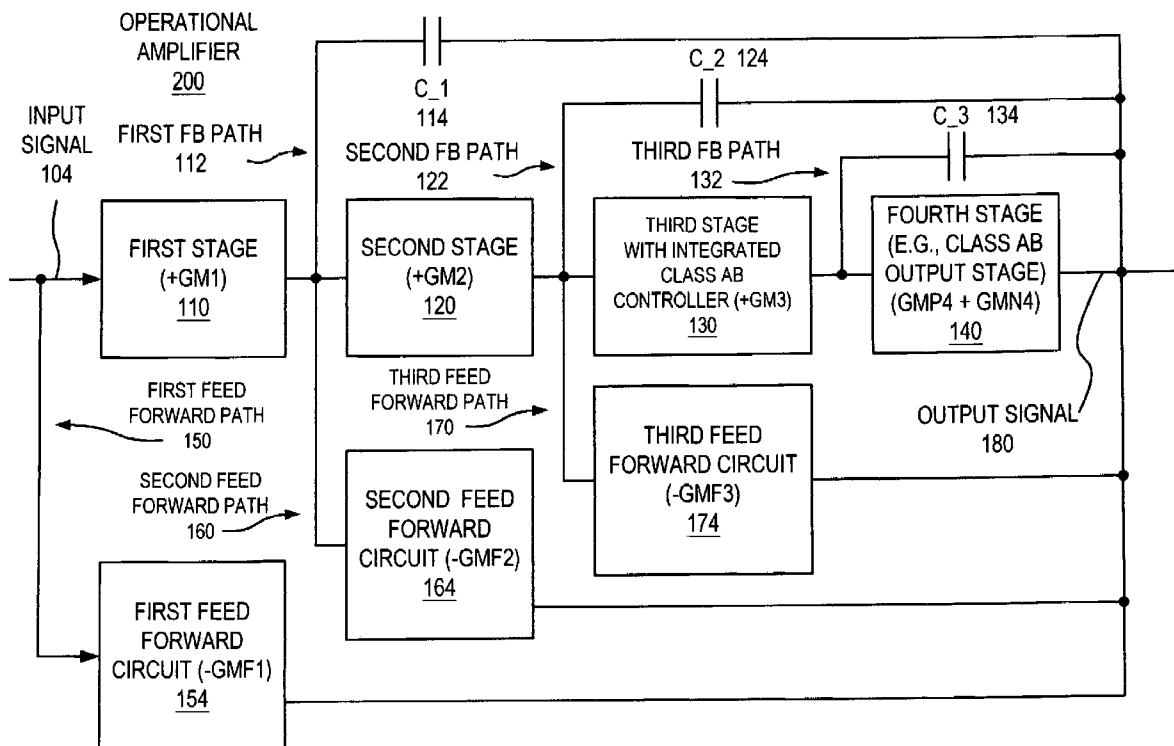 OPERATIONAL
AMPLIFIER
200
INPUT
SIGNAL
104
FIRST FB PATH
112
C_1
114
SECOND FB PATH
122
C_2 124
THIRD FB PATH
132
C_3 134
FIRST STAGE
(+GM1)
110
SECOND STAGE
(+GM2)
120
THIRD STAGE
WITH INTEGRATED
CLASS AB
CONTROLLER (+GM3)
130
FOURTH STAGE
(E.G., CLASS AB
OUTPUT STAGE)
(GMP4 + GMN4)
140
FIRST FEED
FORWARD PATH
150
THIRD FEED
FORWARD PATH
170
OUTPUT SIGNAL
180
SECOND FEED
FORWARD PATH
160
SECOND FEED
FORWARD
CIRCUIT (-GMF2)
164
THIRD FEED
FORWARD CIRCUIT
(-GMF3)
174
FIRST FEED
FORWARD
CIRCUIT (-GMF1)
154